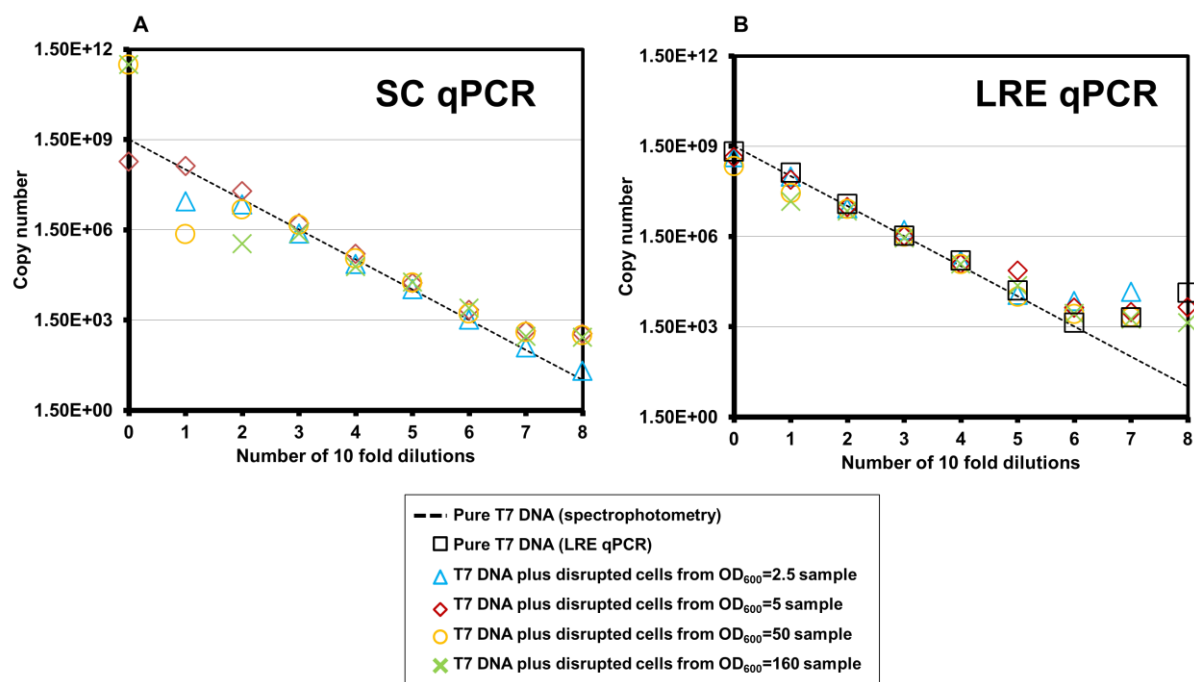 A
SC qPCR
1.50E+12
1.50E+09
1.50E+06
1.50E+03
1.50E+00
Copy number
0 1 2 3 4 5 6 7 8
Number of 10 fold dilutions
B
LRE qPCR
1.50E+12
1.50E+09
1.50E+06
1.50E+03
1.50E+00
Copy number
0 1 2 3 4 5 6 7 8
Number of 10 fold dilutions
Pure T7 DNA (spectrophotometry)
Pure T7 DNA (LRE qPCR)
T7 DNA plus disrupted cells from OD₆₀₀=2.5 sample
T7 DNA plus disrupted cells from OD₆₀₀=5 sample
T7 DNA plus disrupted cells from OD₆₀₀=50 sample
T7 DNA plus disrupted cells from OD₆₀₀=160 sample